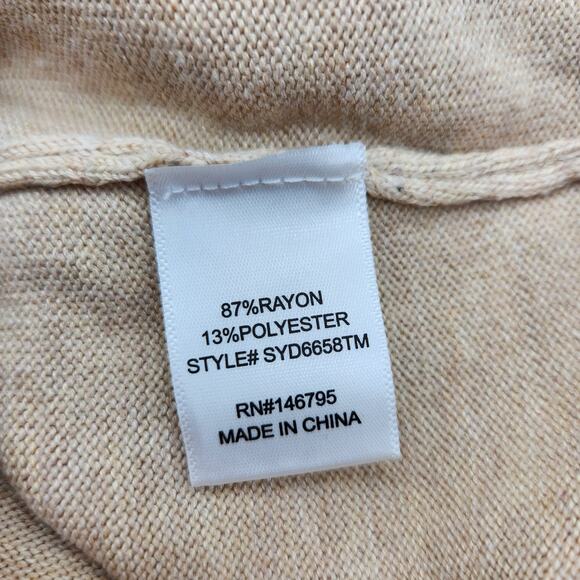 87%RAYON
13%POLYESTER
STYLE# SYD6658TM
RN#146795
MADE IN CHINA